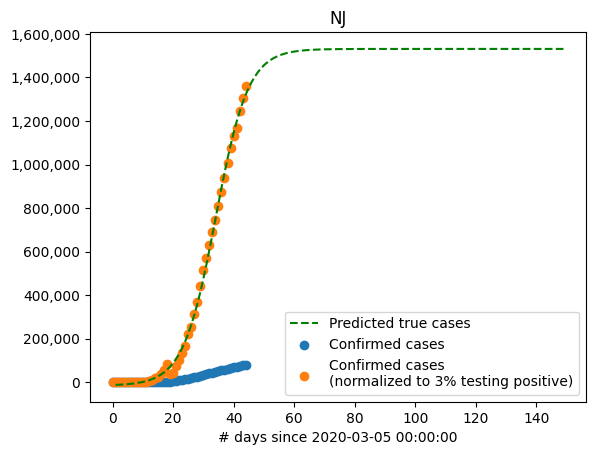 NJ
1,600,000
1,400,000
1,200,000
1,000,000
800,000
600,000
400,000
200,000
0
Predicted true cases
Confirmed cases
Confirmed cases
(normalized to 3% testing positive)
0 20 40 60 80 100 120 140
# days since 2020-03-05 00:00:00